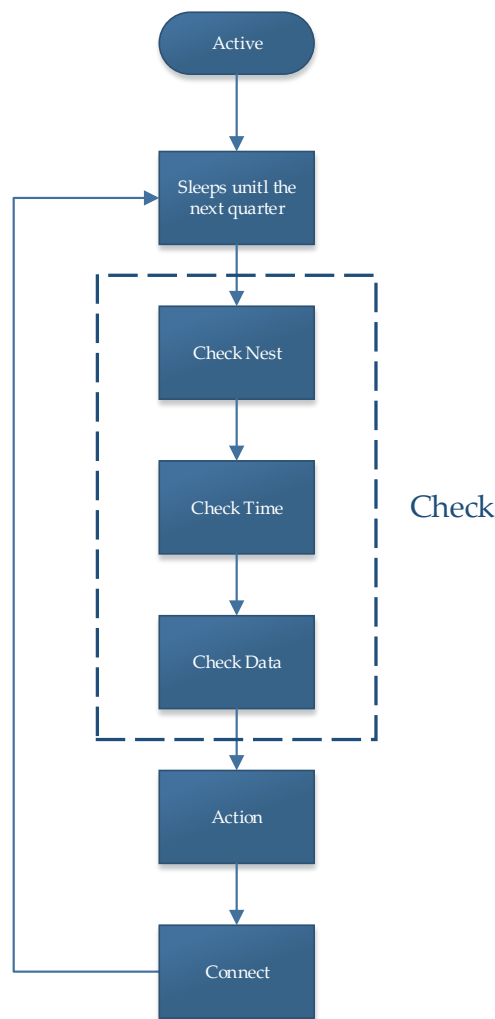 Active
Sleeps unitl the
next quarter
Check Nest
Check Time
Check
Check Data
Action
Connect